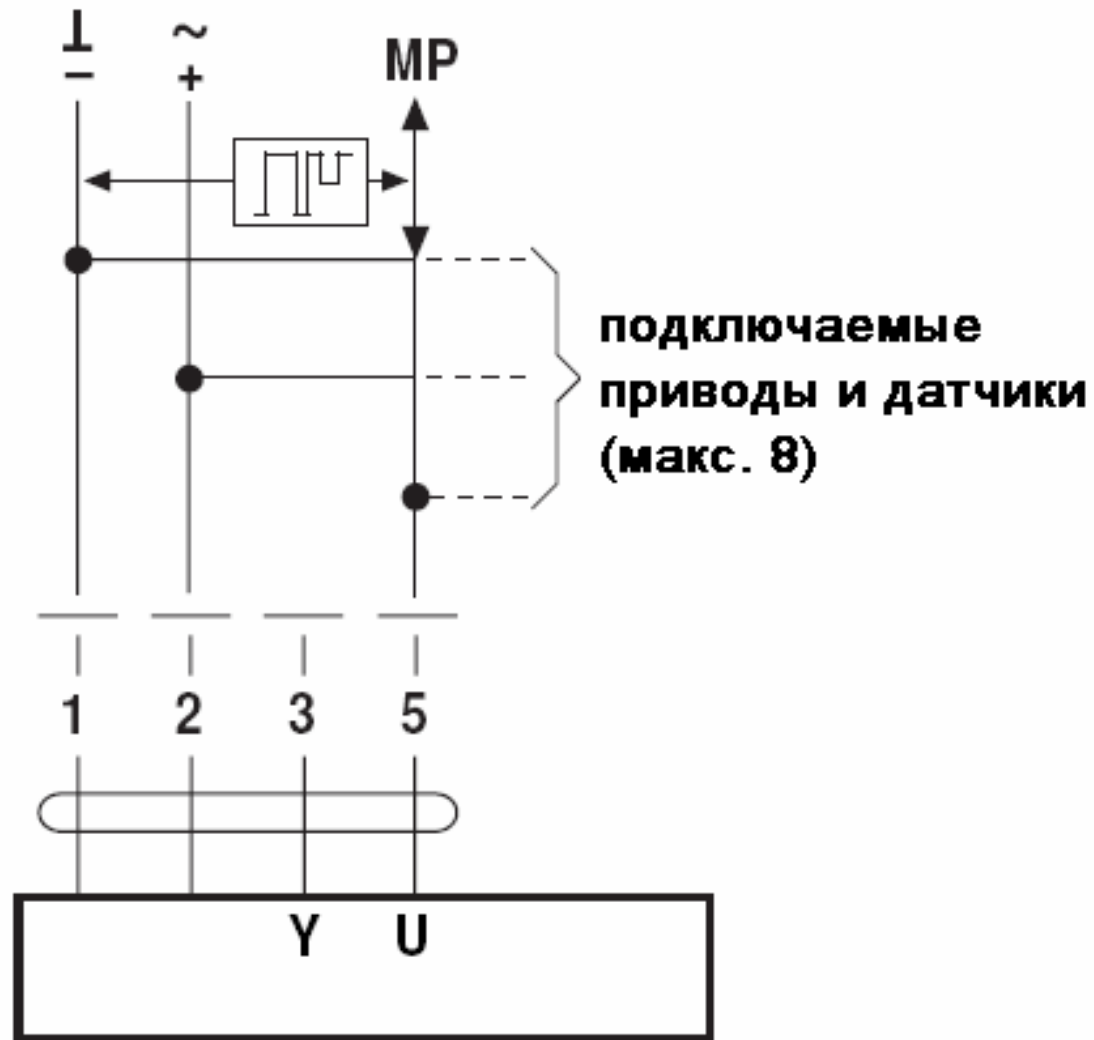 ⊥ ~
− + MP
подключаемые
приводы и датчики
(макс. 8)
1 2 3 5
Y U